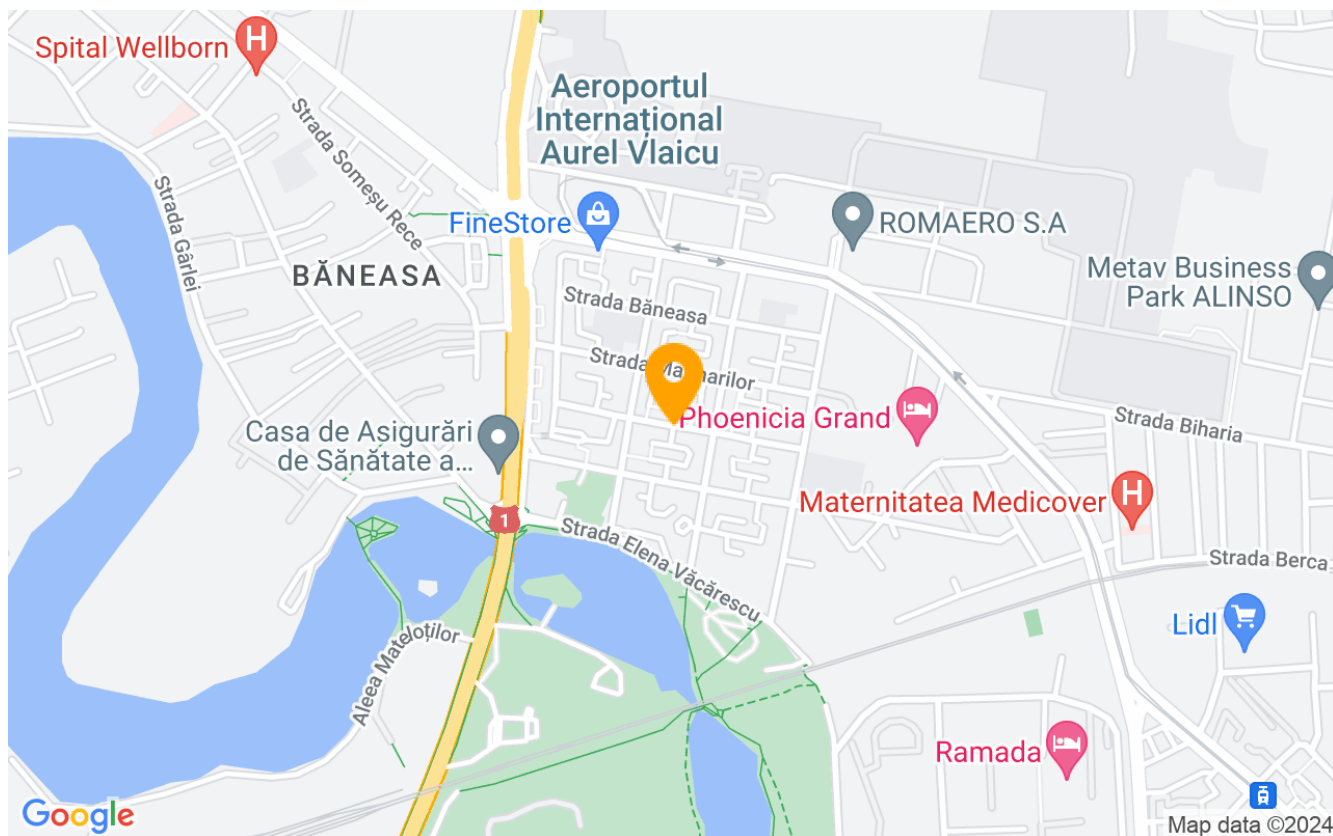 Spital Wellborn
H
Aeroportul
Internațional
Aurel Vlaicu
Strada Someșu Rece
Strada Gârlei
FineStore
ROMAERO S.A
BĂNEASA
Metav Business
Park ALINSO
Strada Băneasa
Phoenicia Grand
Strada Biharia
Casa de Asigurări
de Sănătate a...
Maternitatea Medicover
H
1
Strada Elena Văcărescu
Strada Berca
Lidl
Aleea Mateloților
Ramada
Google
Map data ©2024